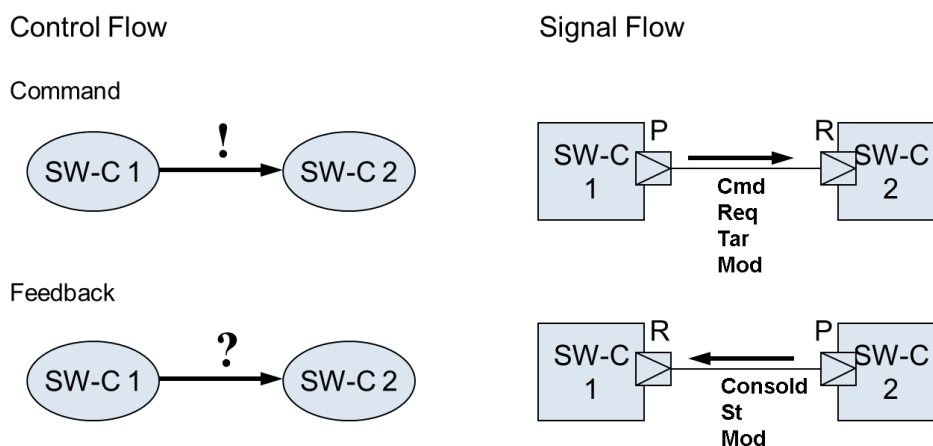 Control Flow
Signal Flow
Command
!
SW-C 1
SW-C 2
P
R
SW-C
1
SW-C
2
Cmd
Req
Tar
Mod
Feedback
?
SW-C 1
SW-C 2
R
P
SW-C
1
SW-C
2
Consold
St
Mod